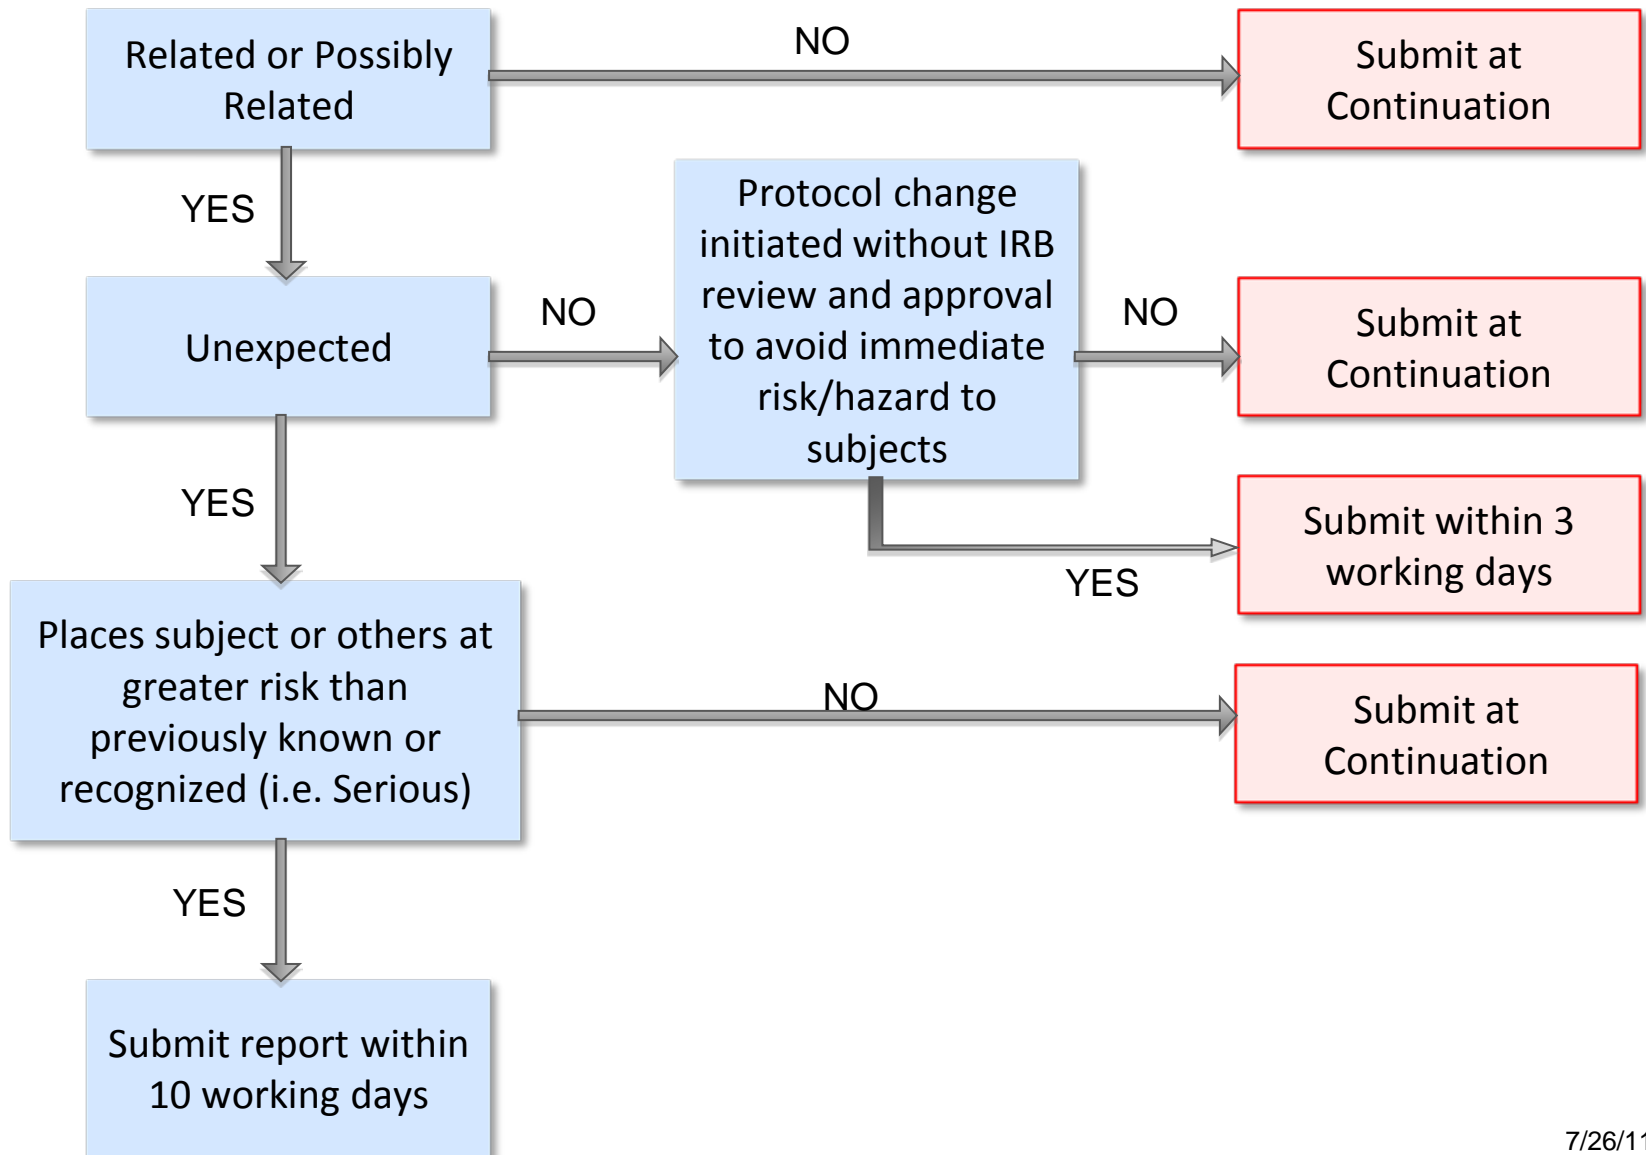 Related or Possibly
Related
NO
Submit at
Continuation
YES
Protocol change
initiated without IRB
review and approval
to avoid immediate
risk/hazard to
subjects
Unexpected
NO
NO
Submit at
Continuation
YES
Submit within 3
working days
YES
Places subject or others at
greater risk than
previously known or
recognized (i.e. Serious)
NO
Submit at
Continuation
YES
Submit report within
10 working days
7/26/11